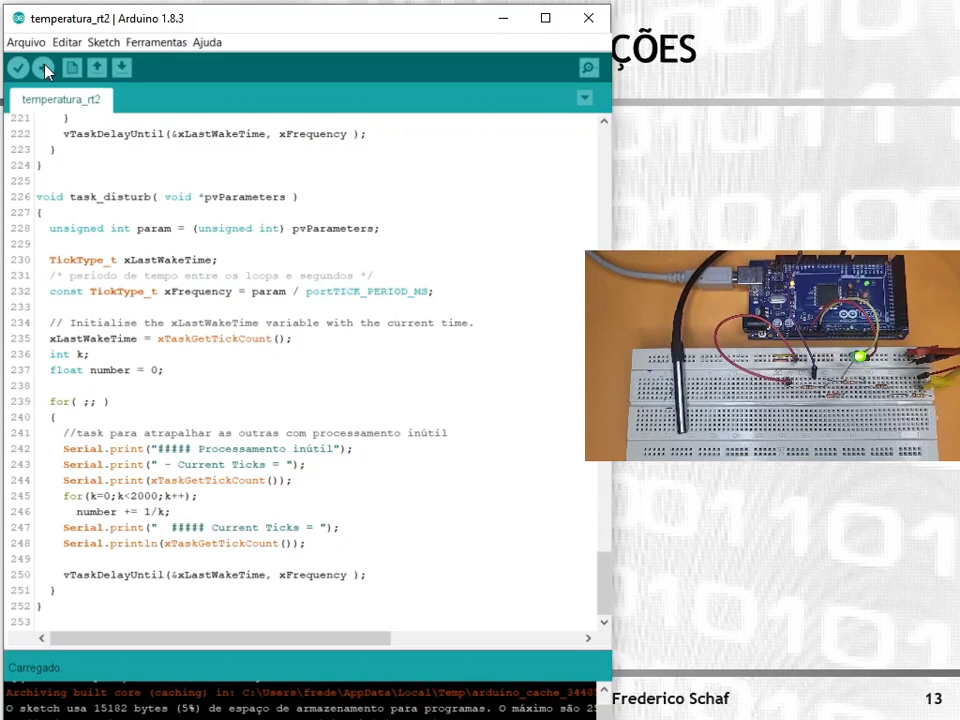 temperatura_rt2 | Arduino 1.8.3
ÇÕES
Arquivo Editar Sketch Ferramentas Ajuda
temperatura_rt2
221 }
222 vTaskDelayUntil(&xLastWakeTime, xFrequency );
223 }
224 }
225
226 void task_disturb( void *pvParameters )
227 {
228 unsigned int param = (unsigned int) pvParameters;
229
230 TickType_t xLastWakeTime;
231 /* periodo de tempo entre os loops e segundos */
232 const TickType_t xFrequency = param / portTICK_PERIOD_MS;
233
234 // Initialise the xLastWakeTime variable with the current time.
235 xLastWakeTime = xTaskGetTickCount();
236 int k;
237 float number = 0;
238
239 for( ;; )
240 {
241 //task para atrapalhar as outras com processamento inútil
242 Serial.print("##### Processamento inútil");
243 Serial.print(" - Current Ticks = ");
244 Serial.print(xTaskGetTickCount());
245 for(k=0;k<2000;k++);
246 number += 1/k;
247 Serial.print(" ##### Current Ticks = ");
248 Serial.println(xTaskGetTickCount());
249
250 vTaskDelayUntil(&xLastWakeTime, xFrequency );
251 }
252 }
253
Carregado.
Archiving built core (caching) in: C:\Users\frede\AppData\Local\Temp\arduino_cache_3448
O sketch usa 15182 bytes (5%) de espaço de armazenamento para programas. O máximo são 25
Frederico Schaf
13